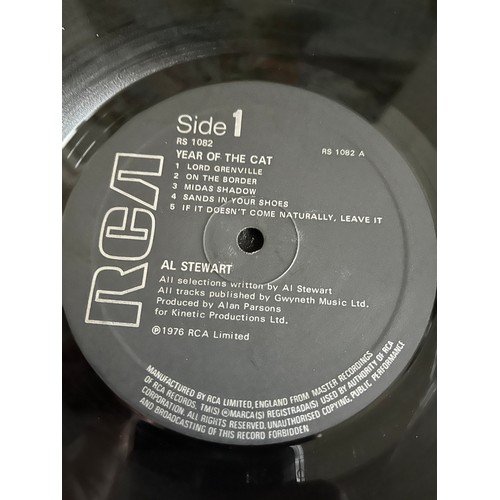 Side 1
RS 1082
RS 1082 A
YEAR OF THE CAT
1 LORD GRENVILLE
2 ON THE BORDER
3 MIDAS SHADOW
4 SANDS IN YOUR SHOES
5 IF IT DOESN'T COME NATURALLY, LEAVE IT
RCA
AL STEWART
All selections written by Al Stewart
All tracks published by Gwyneth Music Ltd.
Produced by Alan Parsons
for Kinetic Productions Ltd.
℗1976 RCA Limited
MANUFACTURED BY RCA LIMITED, ENGLAND FROM MASTER RECORDINGS
OF RCA RECORDS, TM(S) ® MARCA(S) REGISTRADA(S) USED BY AUTHORITY OF RCA
CORPORATION. ALL RIGHTS RESERVED. UNAUTHORISED COPYING, PUBLIC PERFORMANCE
AND BROADCASTING OF THIS RECORD FORBIDDEN